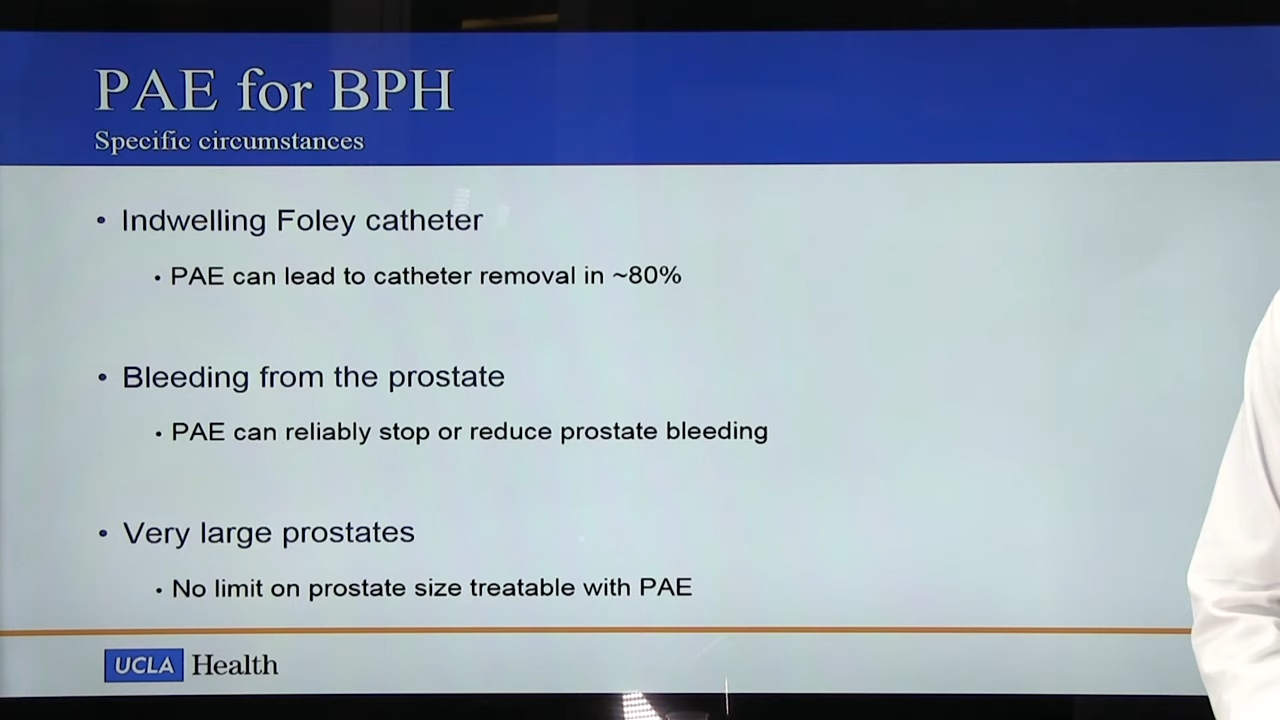 PAE for BPH
Specific circumstances
• Indwelling Foley catheter
• PAE can lead to catheter removal in ~80%
• Bleeding from the prostate
• PAE can reliably stop or reduce prostate bleeding
• Very large prostates
• No limit on prostate size treatable with PAE
UCLA Health